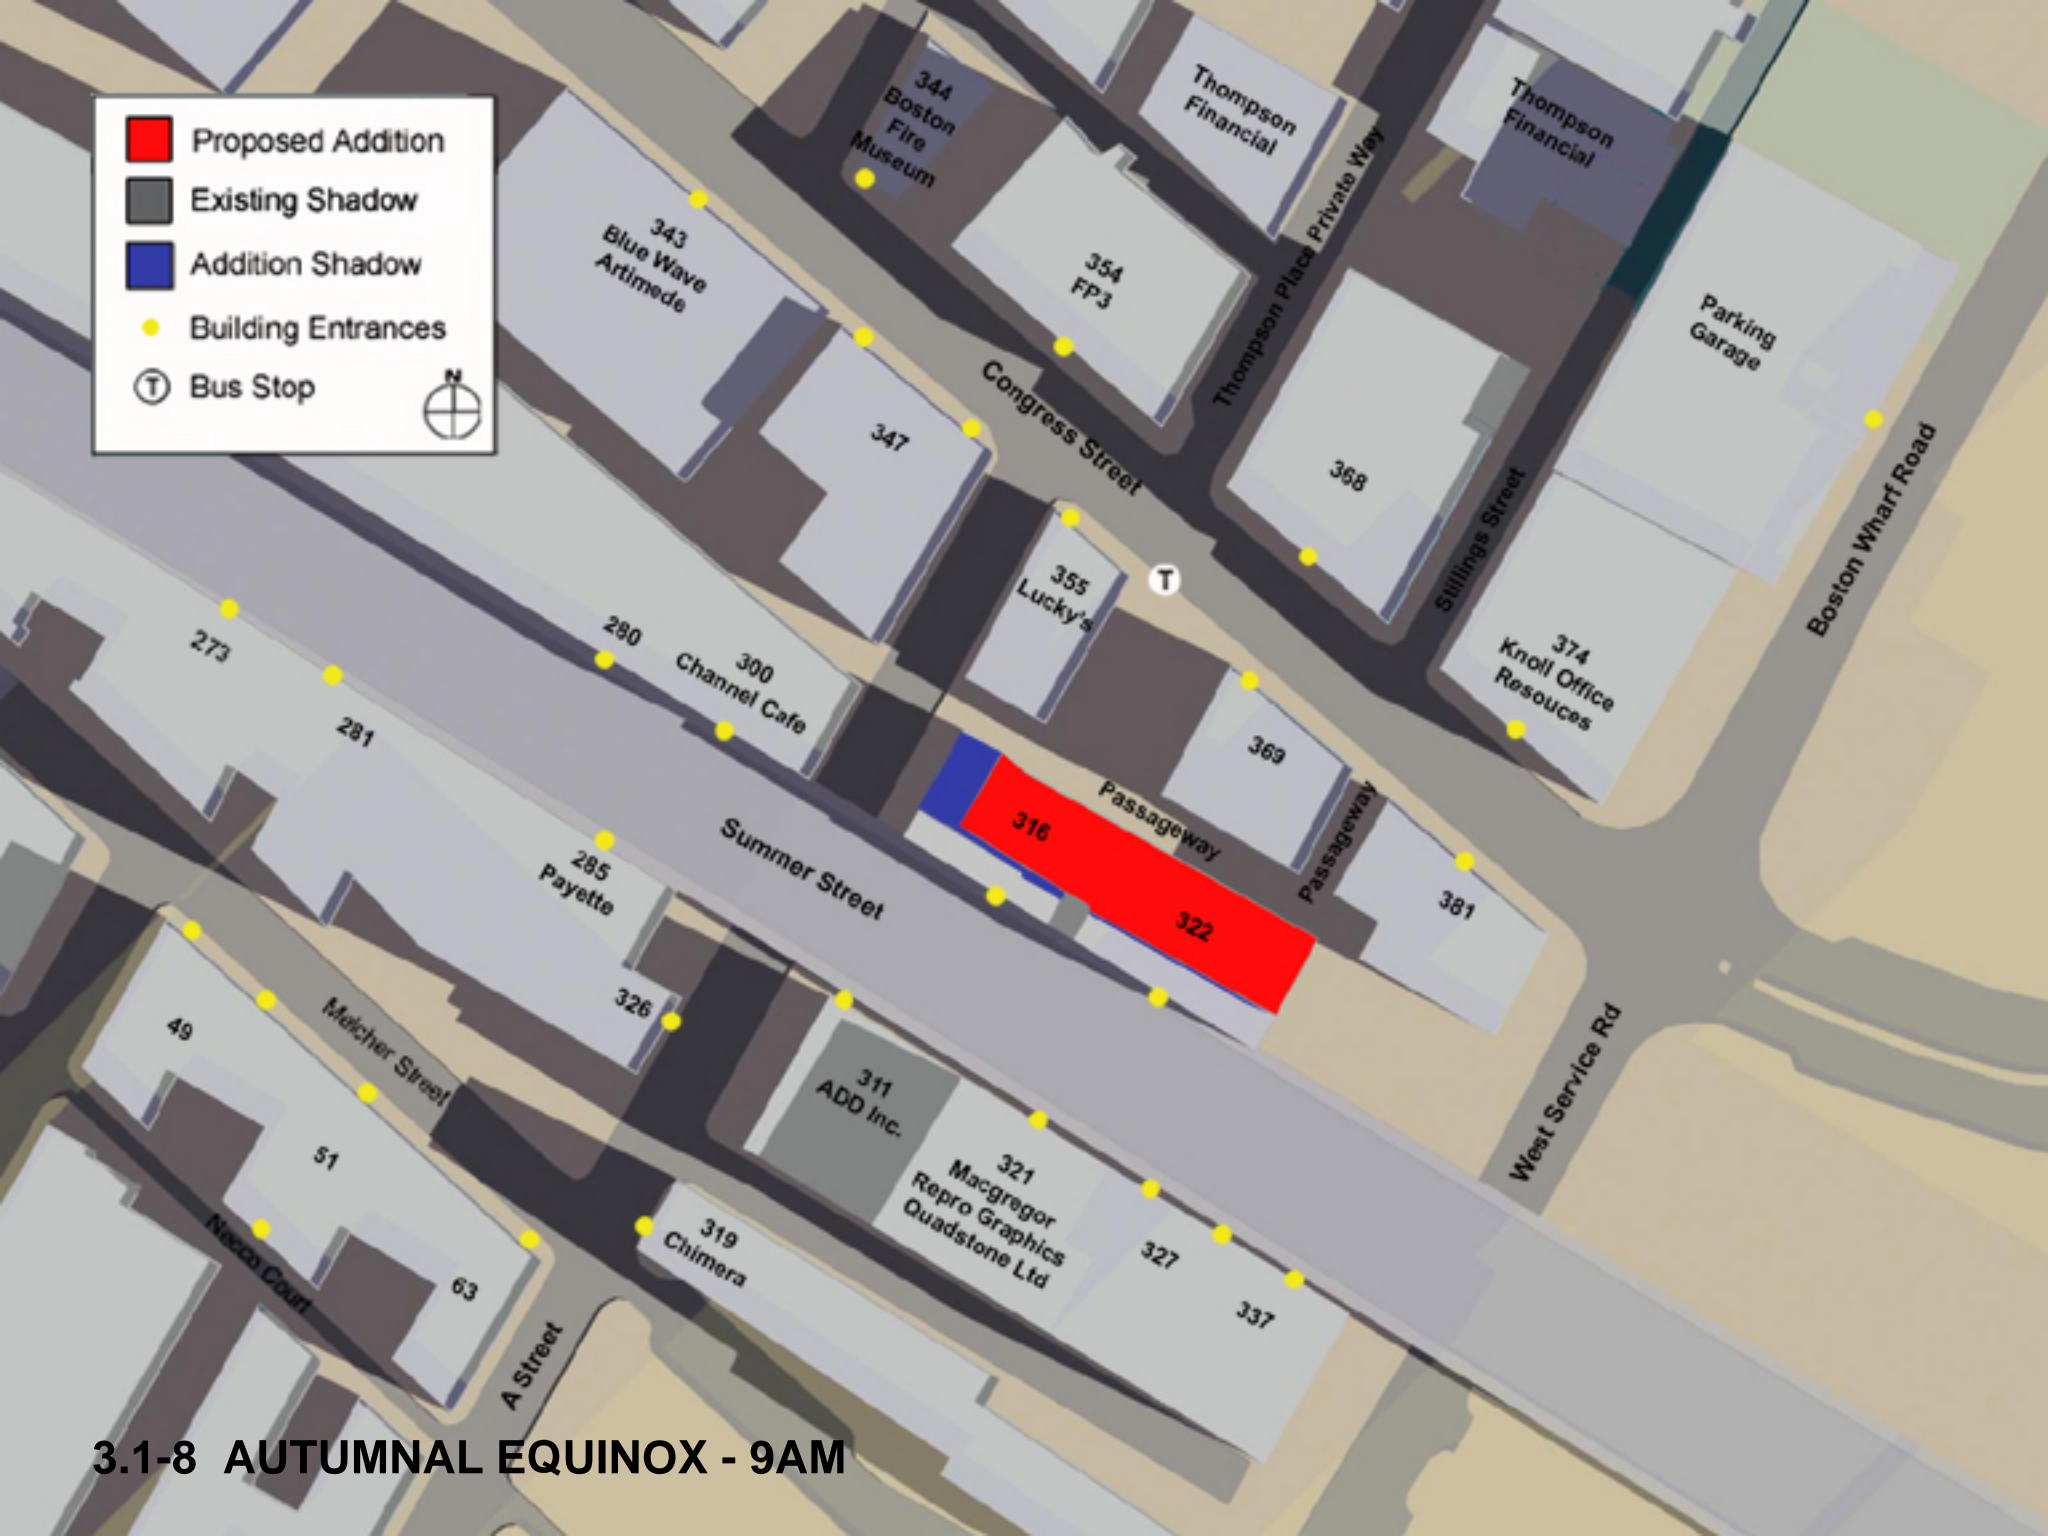 Proposed Addition
Existing Shadow
Addition Shadow
Building Entrances
T Bus Stop
N
344
Boston
Fire
Museum
Thompson
Financial
Thompson
Financial
Thompson Place Private Way
343
Blue Wave
Artimede
354
FP3
Parking
Garage
Congress Street
347
368
Stillings Street
Boston Wharf Road
355
Lucky's
T
280
300
Channel Cafe
273
281
374
Knoll Office
Resouces
369
Passageway
Passageway
316
322
381
Summer Street
285
Payette
326
49
Melcher Street
311
ADD Inc.
West Service Rd
51
321
Macgregor
Repro Graphics
Quadstone Ltd
319
Chimera
327
337
Necco Court
63
A Street
3.1-8 AUTUMNAL EQUINOX - 9AM